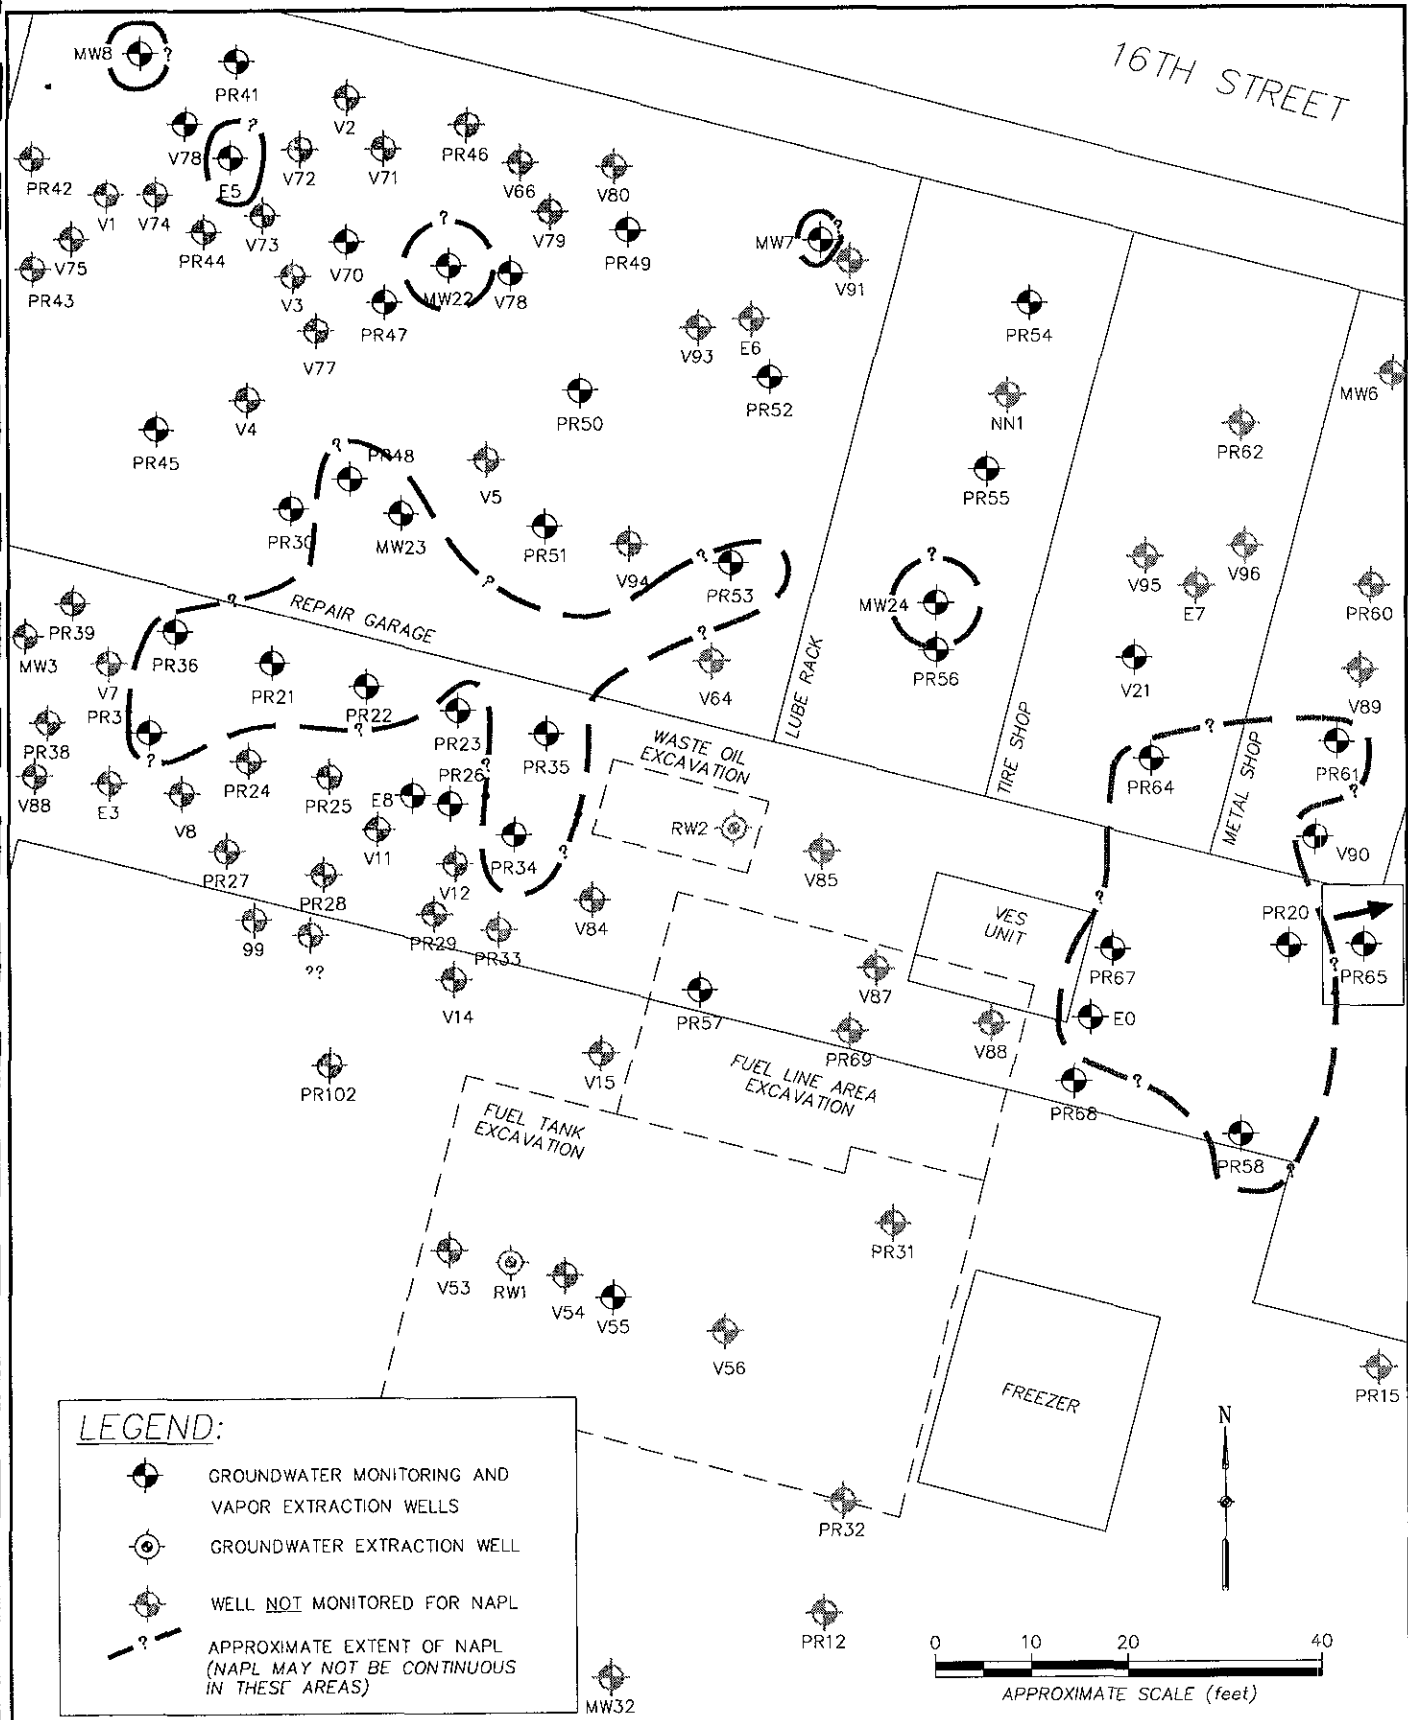 16TH STREET
MW8
?
PR41
V2
?
V78
E5
V72
V71
PR46
V66
V80
PR42
V1
V74
PR44
V73
V75
PR43
V3
V70
?
MW22
V78
V79
PR49
MW7
?
V91
PR47
V77
V93
E6
PR54
PR52
NN1
MW6
V4
PR45
PR50
PR62
?
PR48
V5
PR55
PR30
MW23
PR51
V94
?
PR53
?
?
V95
E7
V96
PR60
MW24
PR56
PR39
MW3
V7
?
REPAIR GARAGE
PR36
PR21
PR22
?
V64
LUBE RACK
TIRE SHOP
METAL SHOP
V21
V89
PR3
PR38
V88
E3
?
V8
PR24
PR25
?
PR23
PR26
E8
?
PR35
WASTE OIL
EXCAVATION
RW2
?
PR64
PR61
?
V90
V11
V12
PR34
?
V85
PR27
PR28
PR29
PR33
V84
99
??
V14
VES
UNIT
?
PR20
PR67
?
PR65
V87
PR57
PR69
V88
E0
PR102
V15
FUEL LINE AREA
EXCAVATION
PR68
?
PR58
?
FUEL TANK
EXCAVATION
PR31
V53
RW1
V54
V55
V56
FREEZER
PR15
N
PR32
PR12
MW32
LEGEND:
GROUNDWATER MONITORING AND
VAPOR EXTRACTION WELLS
GROUNDWATER EXTRACTION WELL
WELL NOT MONITORED FOR NAPL
?
APPROXIMATE EXTENT OF NAPL
(NAPL MAY NOT BE CONTINUOUS
IN THESE AREAS)
0 10 20 40
APPROXIMATE SCALE (feet)